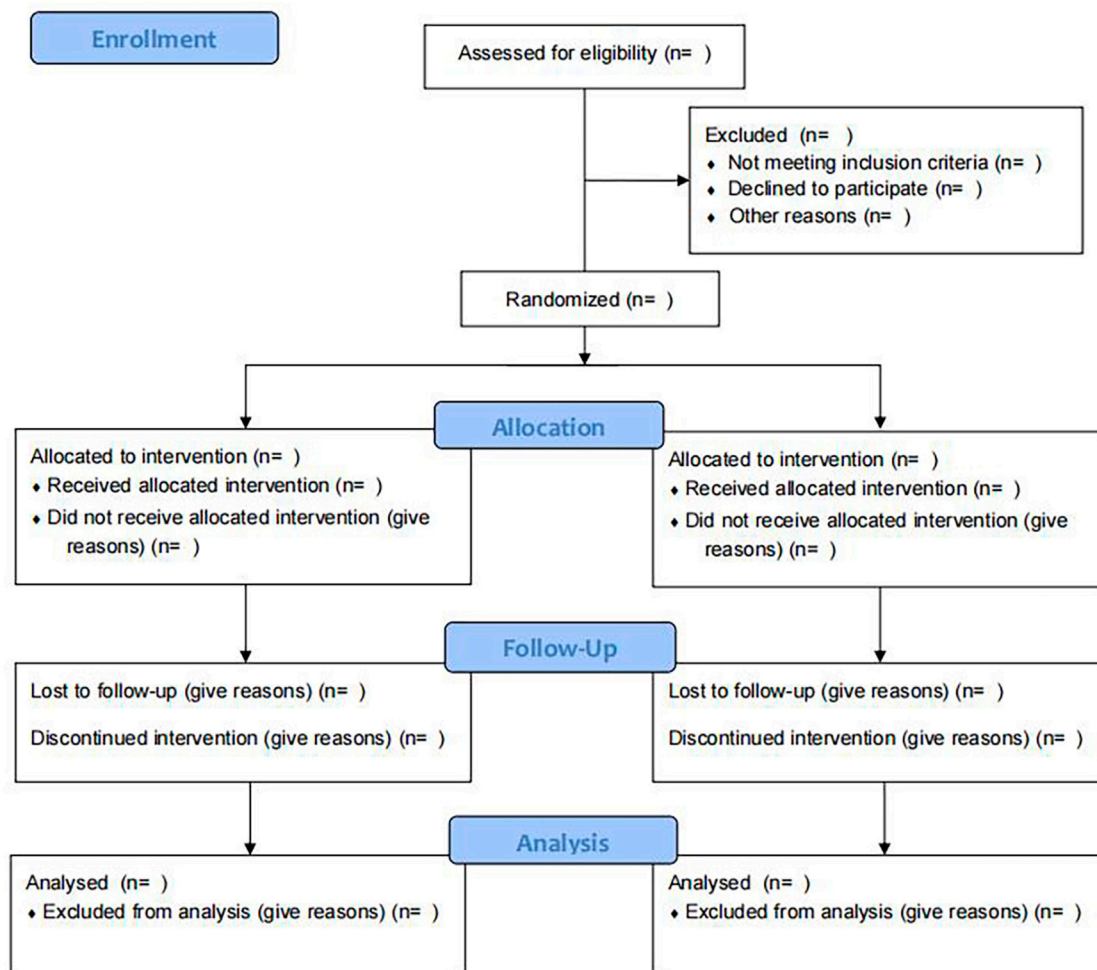 Enrollment
Assessed for eligibility (n=  )
Excluded (n=  )
♦ Not meeting inclusion criteria (n=  )
♦ Declined to participate (n=  )
♦ Other reasons (n=  )
Randomized (n=  )
Allocation
Allocated to intervention (n=  )
♦ Received allocated intervention (n=  )
♦ Did not receive allocated intervention (give
reasons) (n=  )
Allocated to intervention (n=  )
♦ Received allocated intervention (n=  )
♦ Did not receive allocated intervention (give
reasons) (n=  )
Follow-Up
Lost to follow-up (give reasons) (n=  )
Discontinued intervention (give reasons) (n=  )
Lost to follow-up (give reasons) (n=  )
Discontinued intervention (give reasons) (n=  )
Analysis
Analysed (n=  )
♦ Excluded from analysis (give reasons) (n=  )
Analysed (n=  )
♦ Excluded from analysis (give reasons) (n=  )